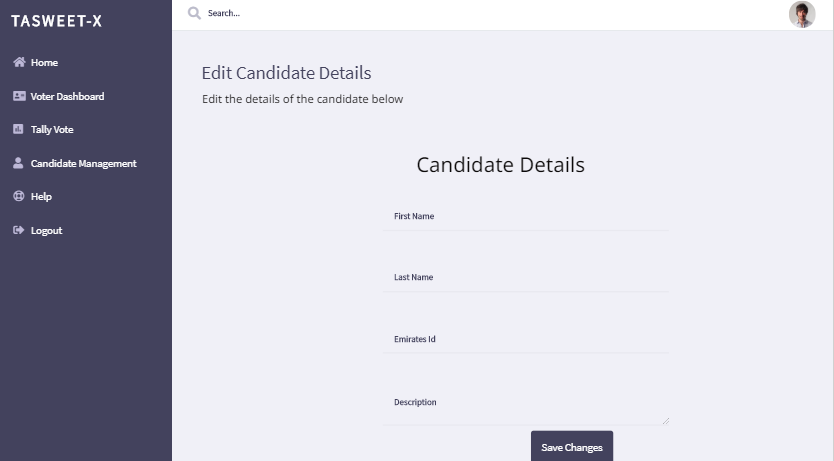 TASWEET-X
Search...
Home
Voter Dashboard
Tally Vote
Candidate Management
Help
Logout
Edit Candidate Details
Edit the details of the candidate below
Candidate Details
First Name
Last Name
Emirates Id
Description
Save Changes